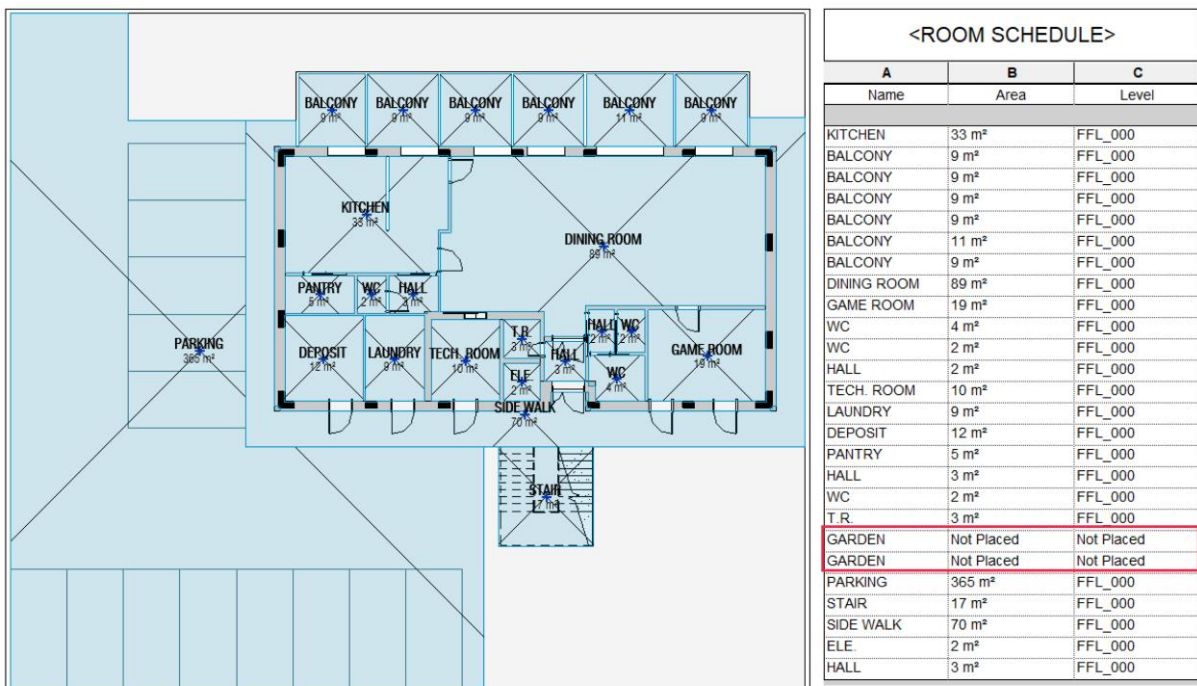 BALCONY BALCONY BALCONY BALCONY BALCONY BALCONY
9 m² 9 m² 9 m² 9 m² 11 m² 9 m²
KITCHEN
33 m²
DINING ROOM
89 m²
PANTRY WC HALL
5 m² 2 m² 3 m²
PARKING
365 m²
DEPOSIT LAUNDRY TECH. ROOM
12 m² 9 m² 10 m²
T.R.
3 m²
ELE.
2 m²
HALL
3 m²
HALL WC
2 m² 2 m²
WC
4 m²
GAME ROOM
19 m²
SIDE WALK
70 m²
STAIR
17 m²
<ROOM SCHEDULE>
A B C
Name Area Level
KITCHEN 33 m² FFL_000
BALCONY 9 m² FFL_000
BALCONY 9 m² FFL_000
BALCONY 9 m² FFL_000
BALCONY 9 m² FFL_000
BALCONY 11 m² FFL_000
BALCONY 9 m² FFL_000
DINING ROOM 89 m² FFL_000
GAME ROOM 19 m² FFL_000
WC 4 m² FFL_000
WC 2 m² FFL_000
HALL 2 m² FFL_000
TECH. ROOM 10 m² FFL_000
LAUNDRY 9 m² FFL_000
DEPOSIT 12 m² FFL_000
PANTRY 5 m² FFL_000
HALL 3 m² FFL_000
WC 2 m² FFL_000
T.R. 3 m² FFL_000
GARDEN Not Placed Not Placed
GARDEN Not Placed Not Placed
PARKING 365 m² FFL_000
STAIR 17 m² FFL_000
SIDE WALK 70 m² FFL_000
ELE. 2 m² FFL_000
HALL 3 m² FFL_000